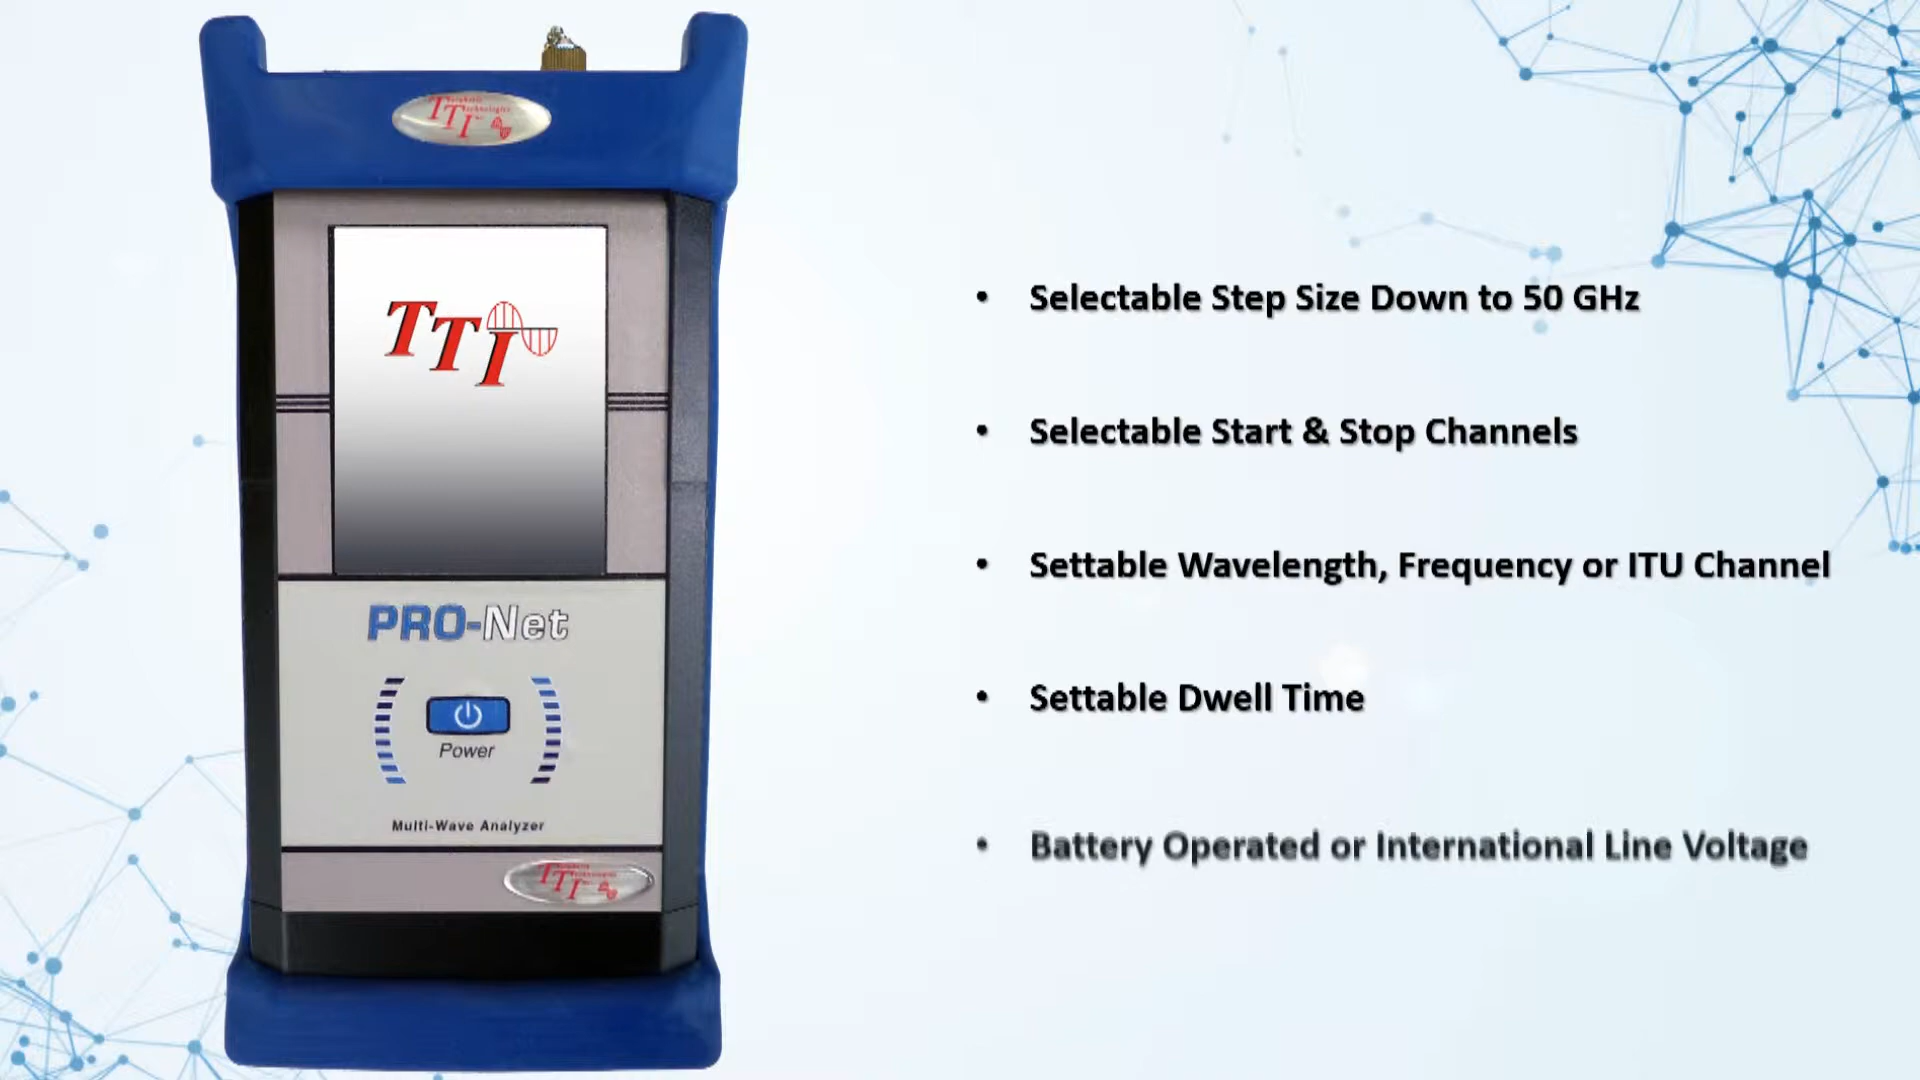 TTI
TTI
PRO-Net
Power
Multi-Wave Analyzer
TTI
• Selectable Step Size Down to 50 GHz
• Selectable Start & Stop Channels
• Settable Wavelength, Frequency or ITU Channel
• Settable Dwell Time
• Battery Operated or International Line Voltage